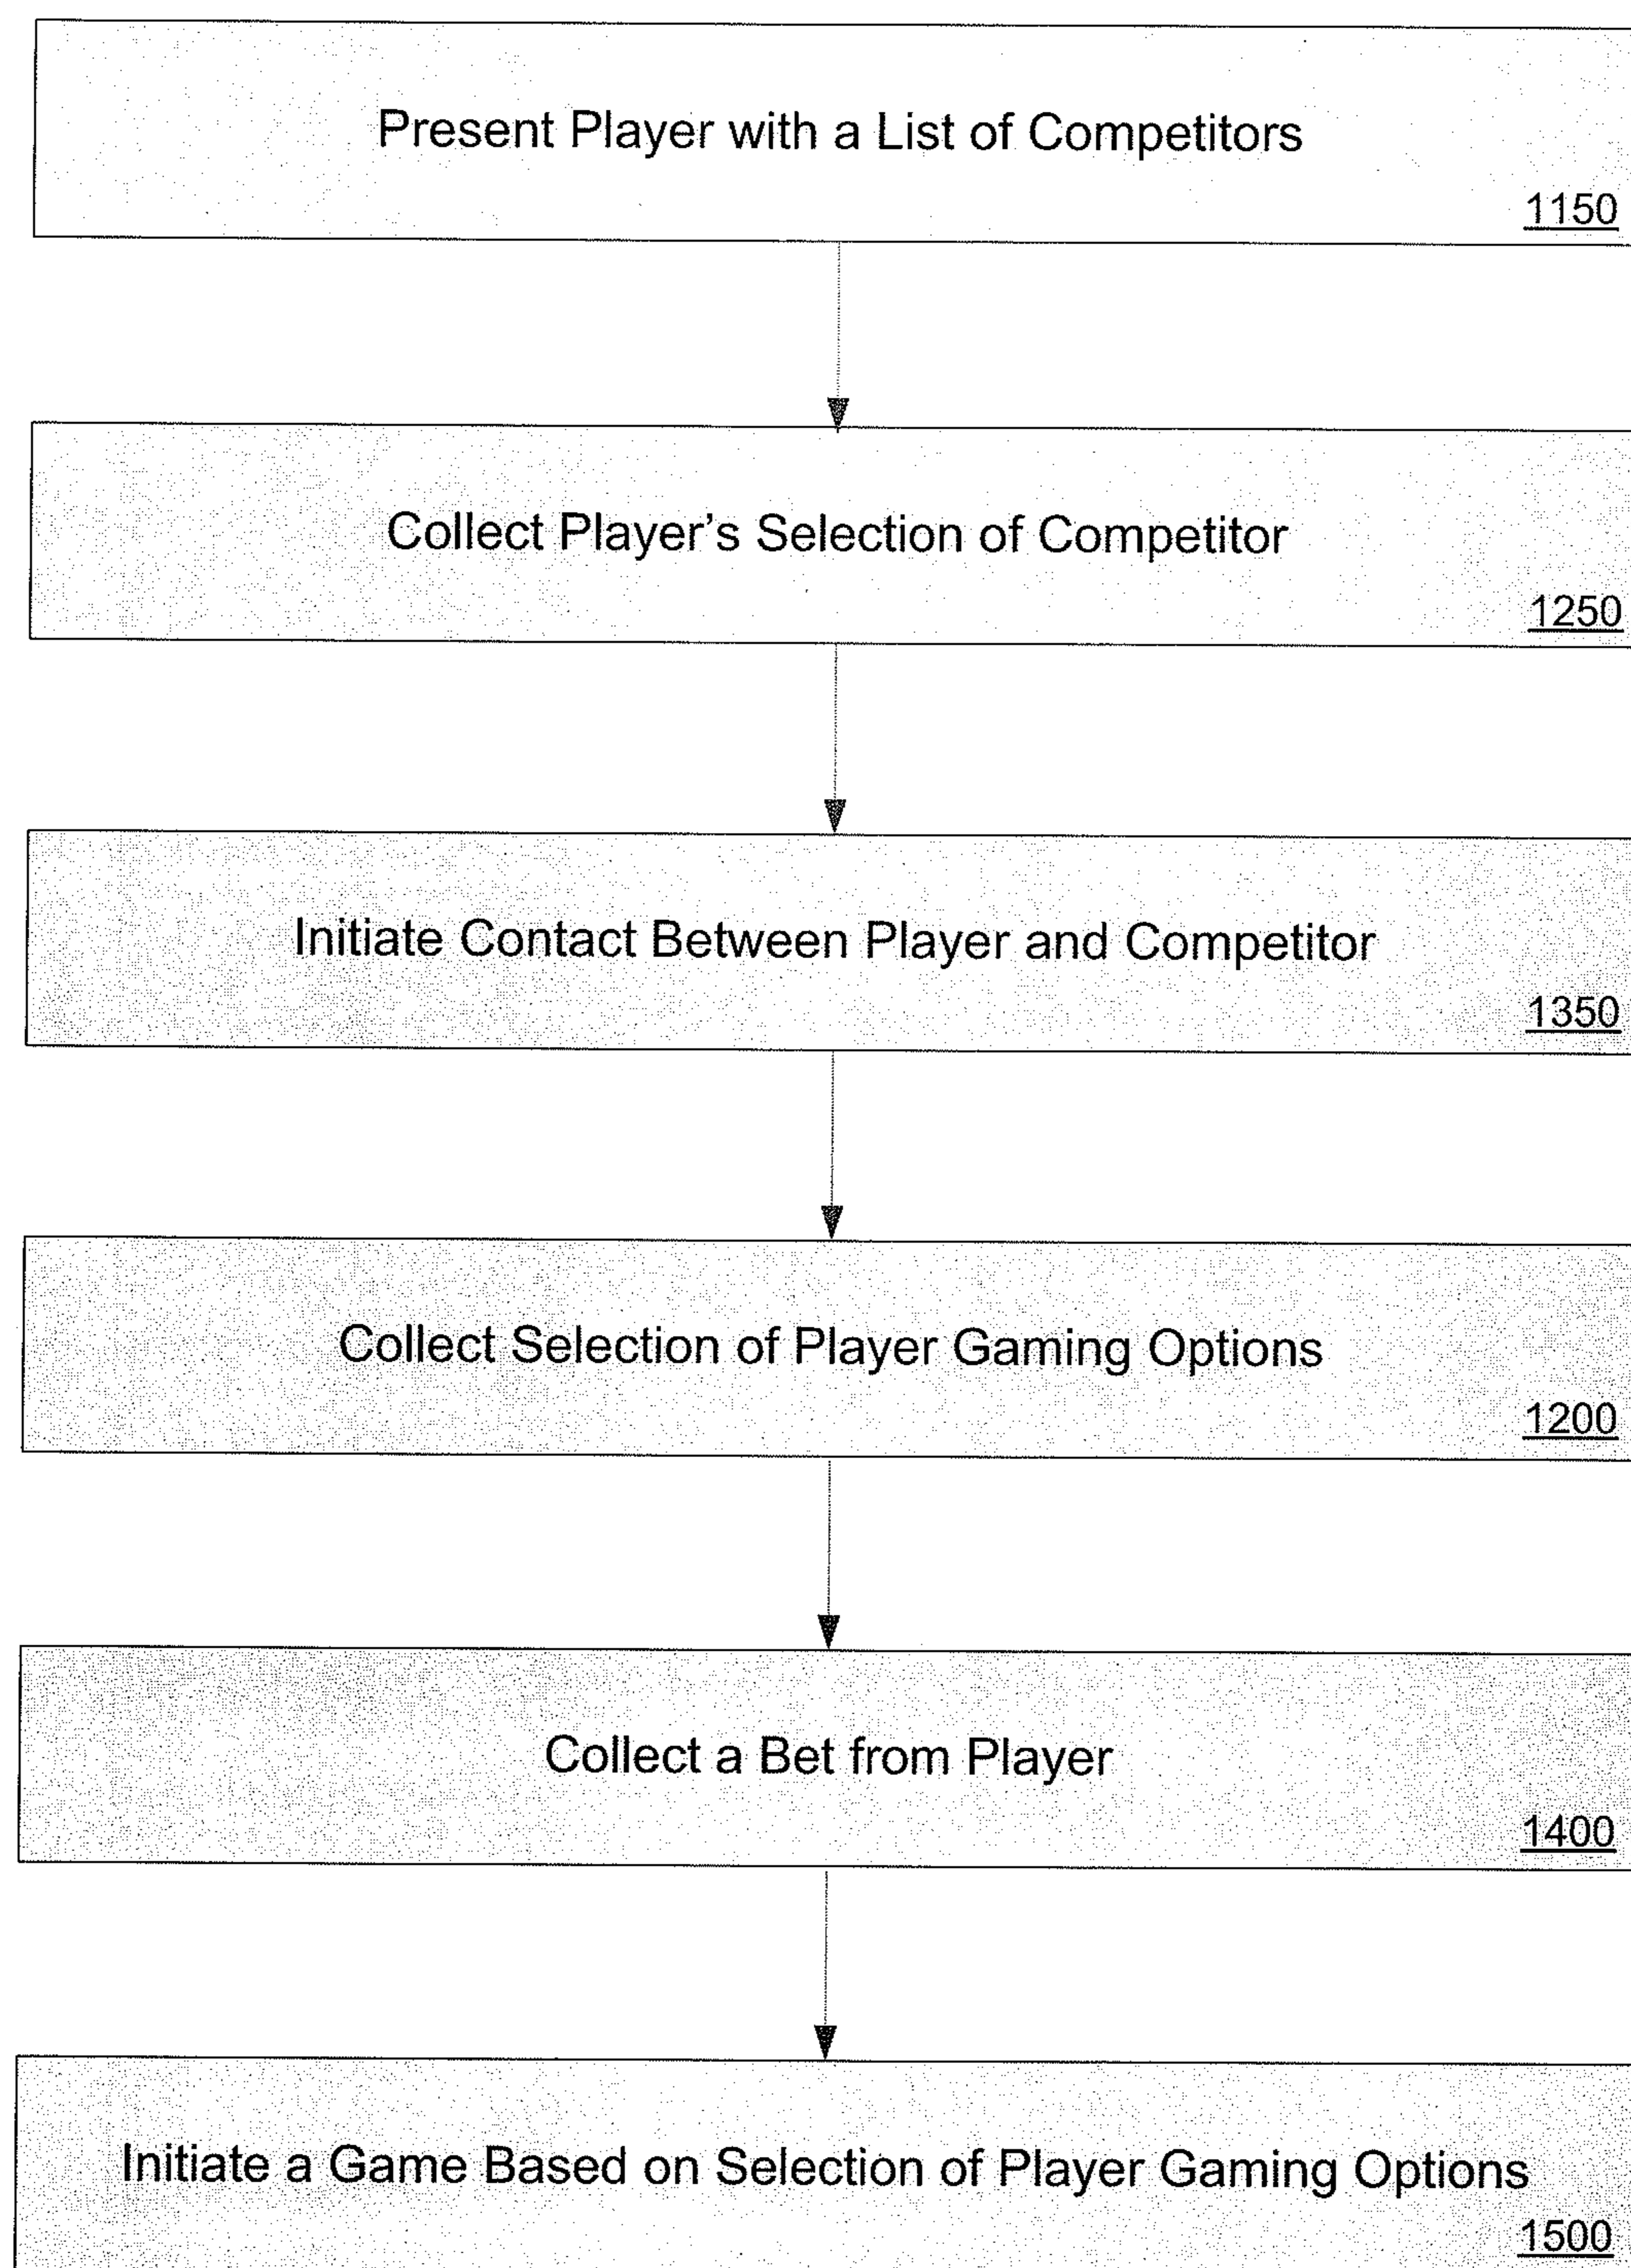 Present Player with a List of Competitors
1150
Collect Player's Selection of Competitor
1250
Initiate Contact Between Player and Competitor
1350
Collect Selection of Player Gaming Options
1200
Collect a Bet from Player
1400
Initiate a Game Based on Selection of Player Gaming Options
1500